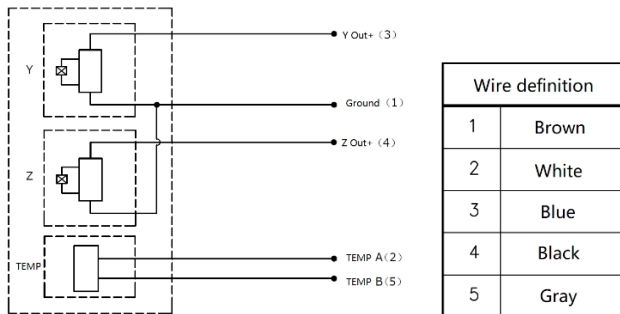 Y
Y Out+（3）
Ground（1）
Z
Z Out+（4）
TEMP
TEMP A(2）
TEMP B(5）
Wire definition
1 Brown
2 White
3 Blue
4 Black
5 Gray